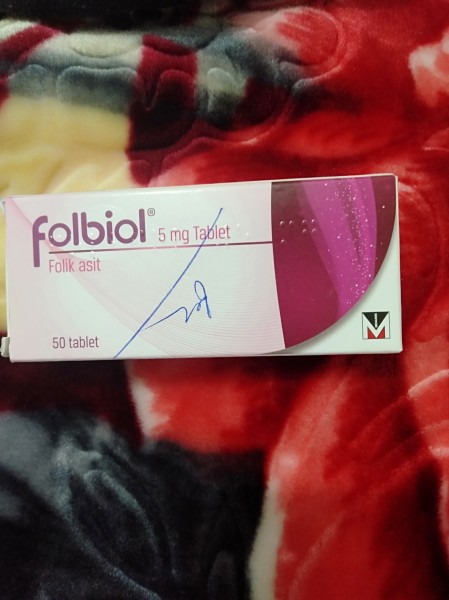 folbiol® 5 mg Tablet
Folik asit
50 tablet